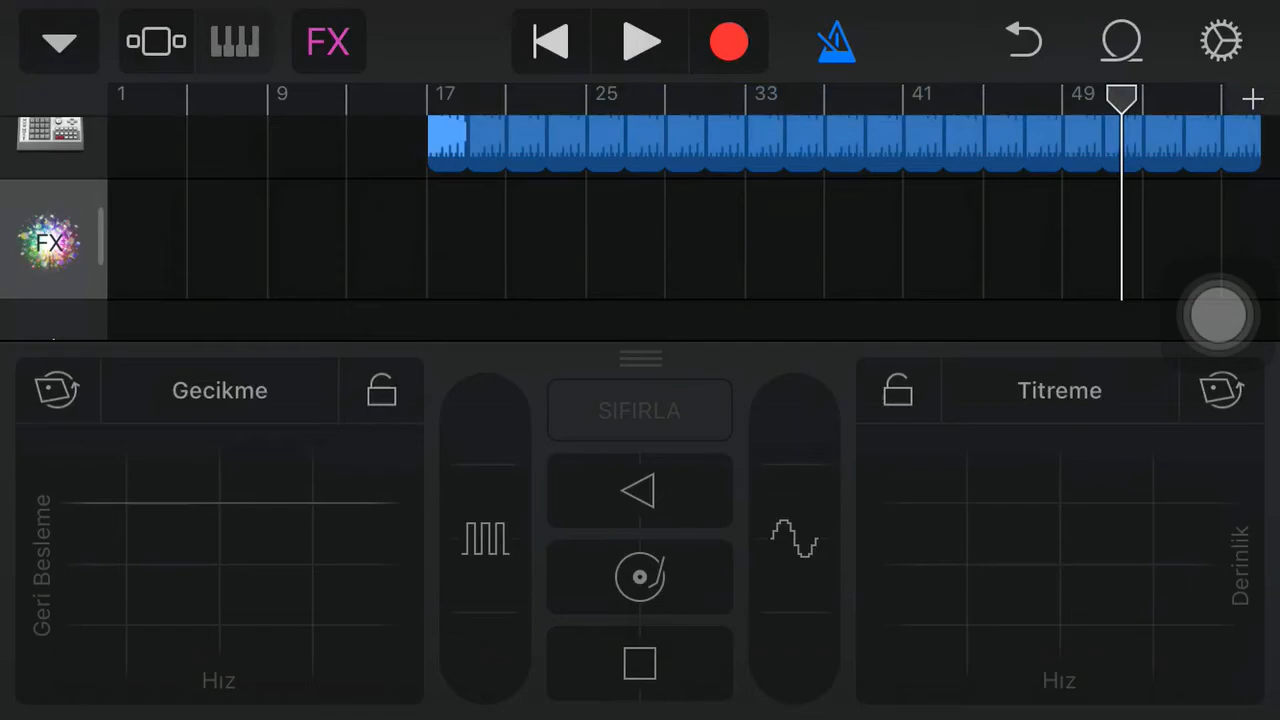 FX
1 9 17 25 33 41 49
FX
Gecikme
SIFIRLA
Titreme
Geri Besleme
Derinlik
Hız
Hız